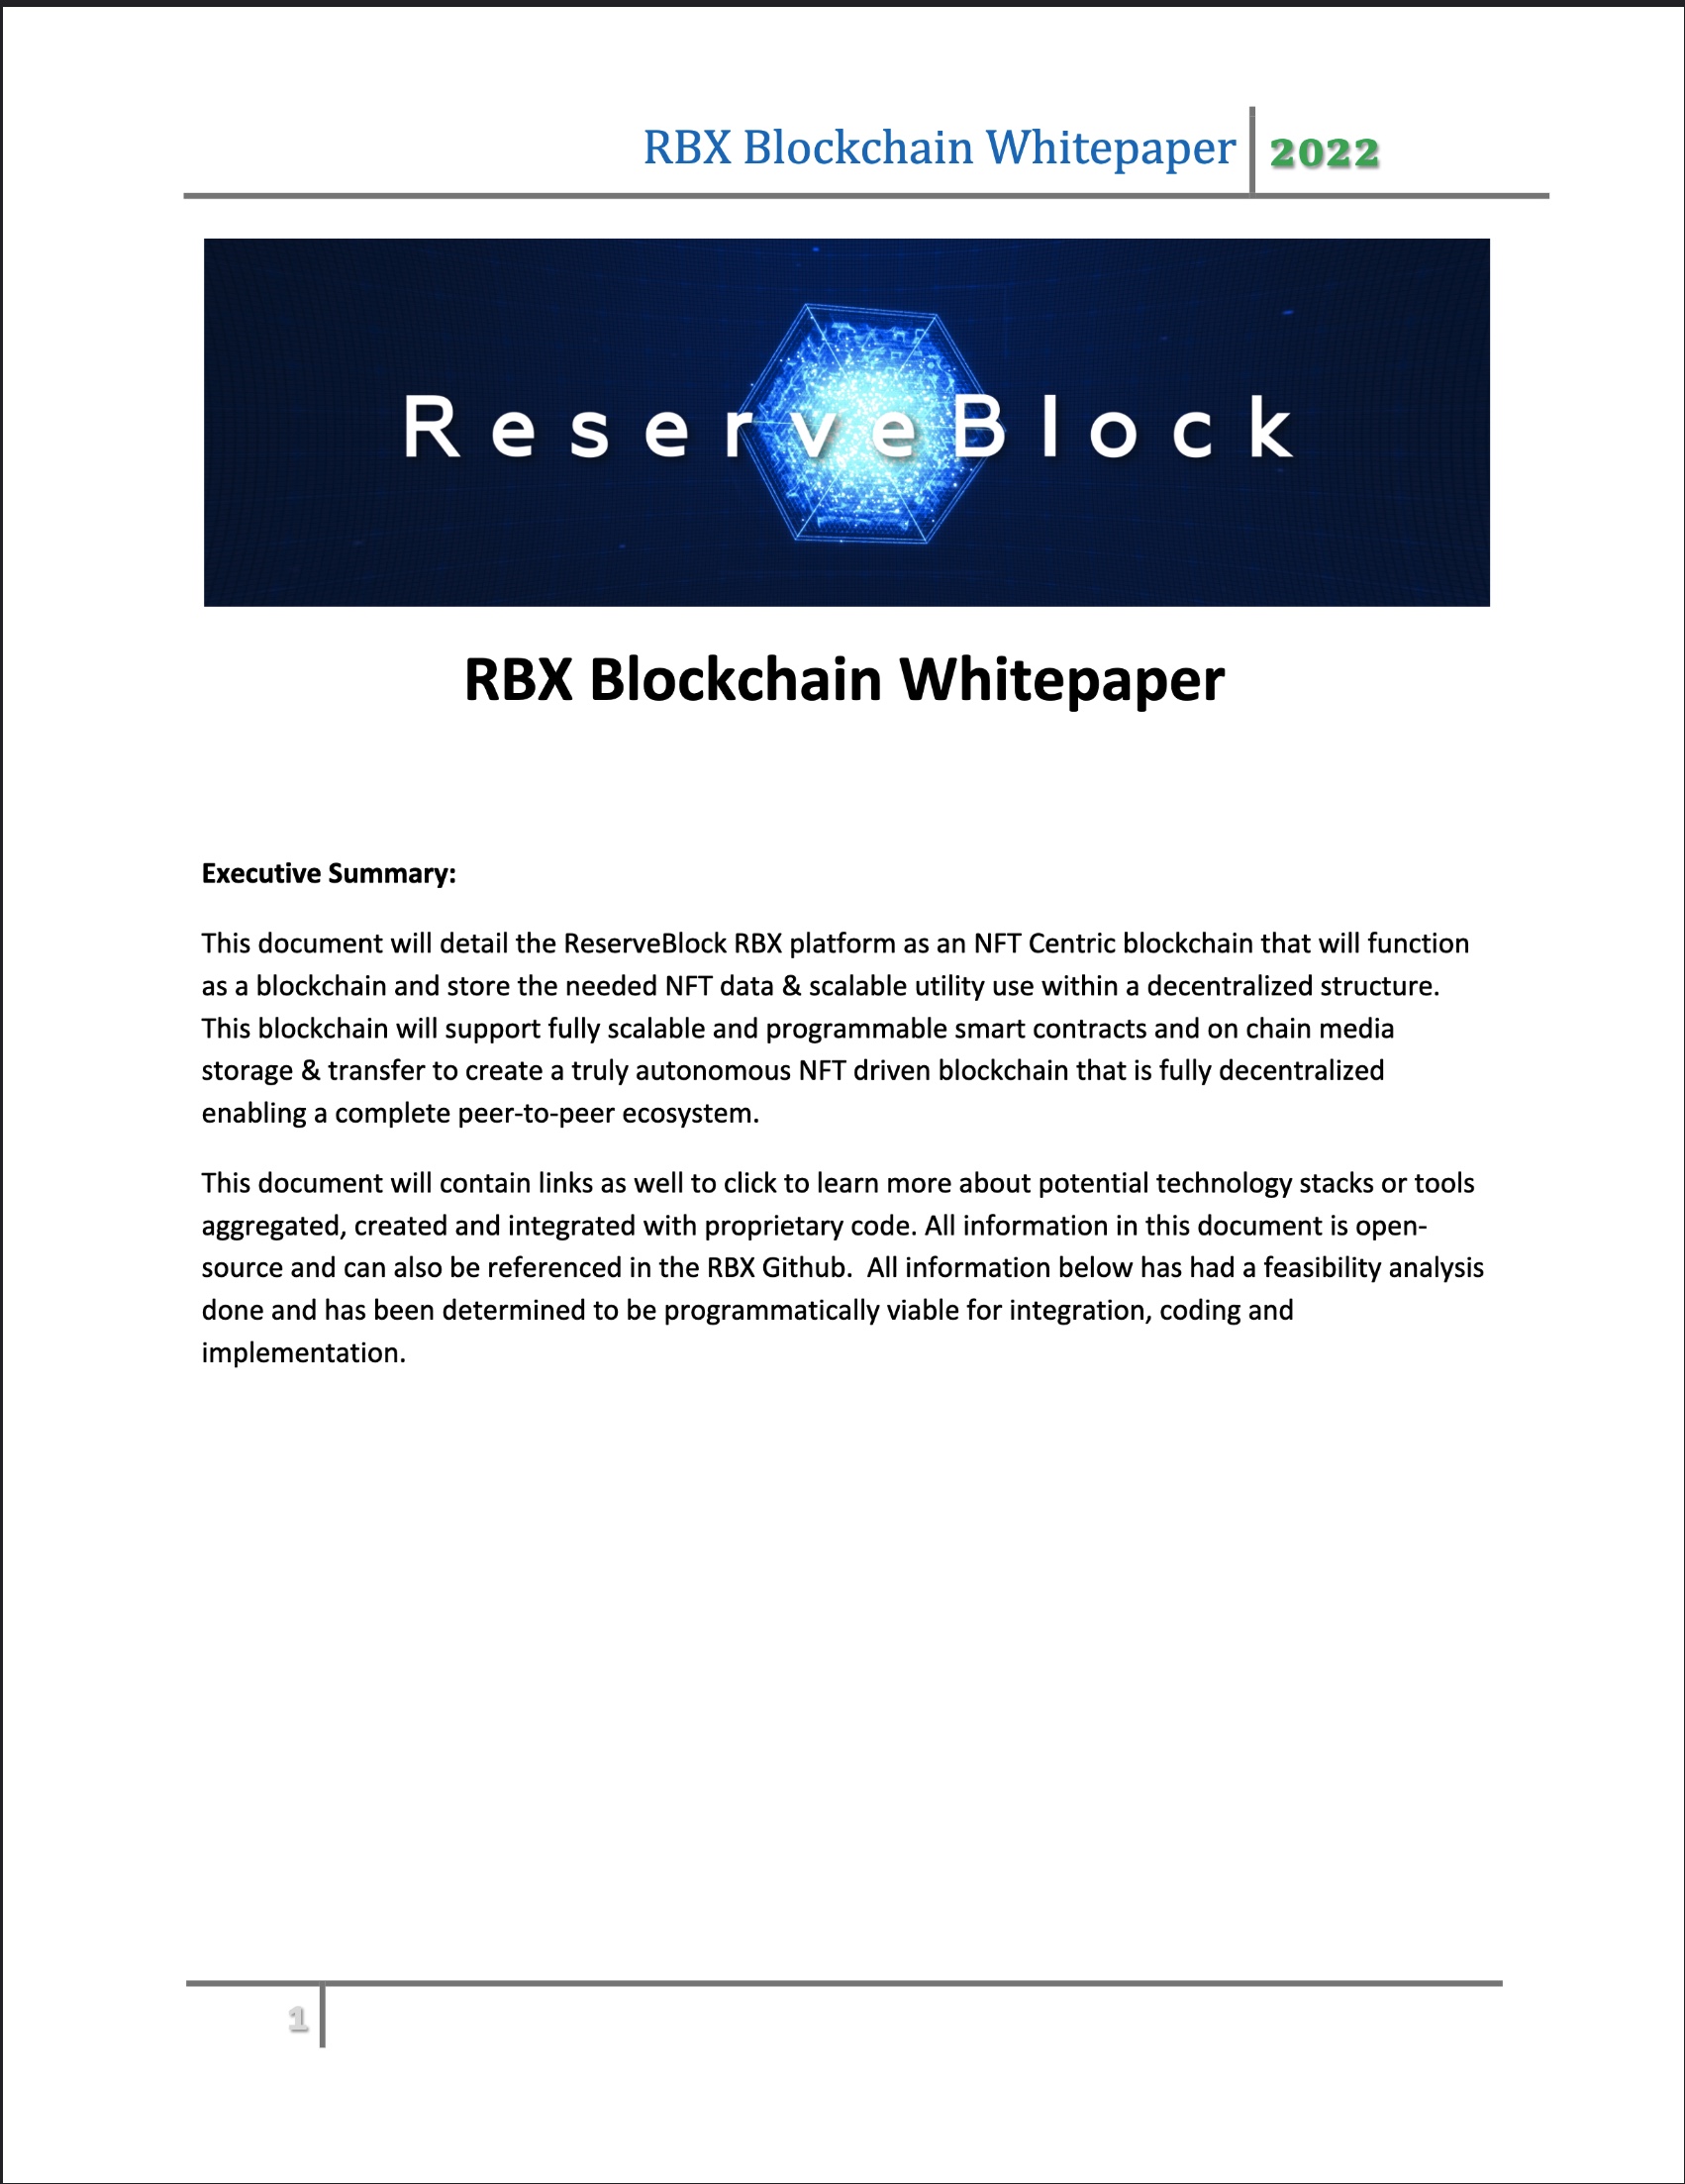 RBX Blockchain Whitepaper 2022
ReserveBlock
RBX Blockchain Whitepaper
Executive Summary:
This document will detail the ReserveBlock RBX platform as an NFT Centric blockchain that will function
as a blockchain and store the needed NFT data & scalable utility use within a decentralized structure.
This blockchain will support fully scalable and programmable smart contracts and on chain media
storage & transfer to create a truly autonomous NFT driven blockchain that is fully decentralized
enabling a complete peer-to-peer ecosystem.
This document will contain links as well to click to learn more about potential technology stacks or tools
aggregated, created and integrated with proprietary code. All information in this document is open-
source and can also be referenced in the RBX Github.  All information below has had a feasibility analysis
done and has been determined to be programmatically viable for integration, coding and
implementation.
1